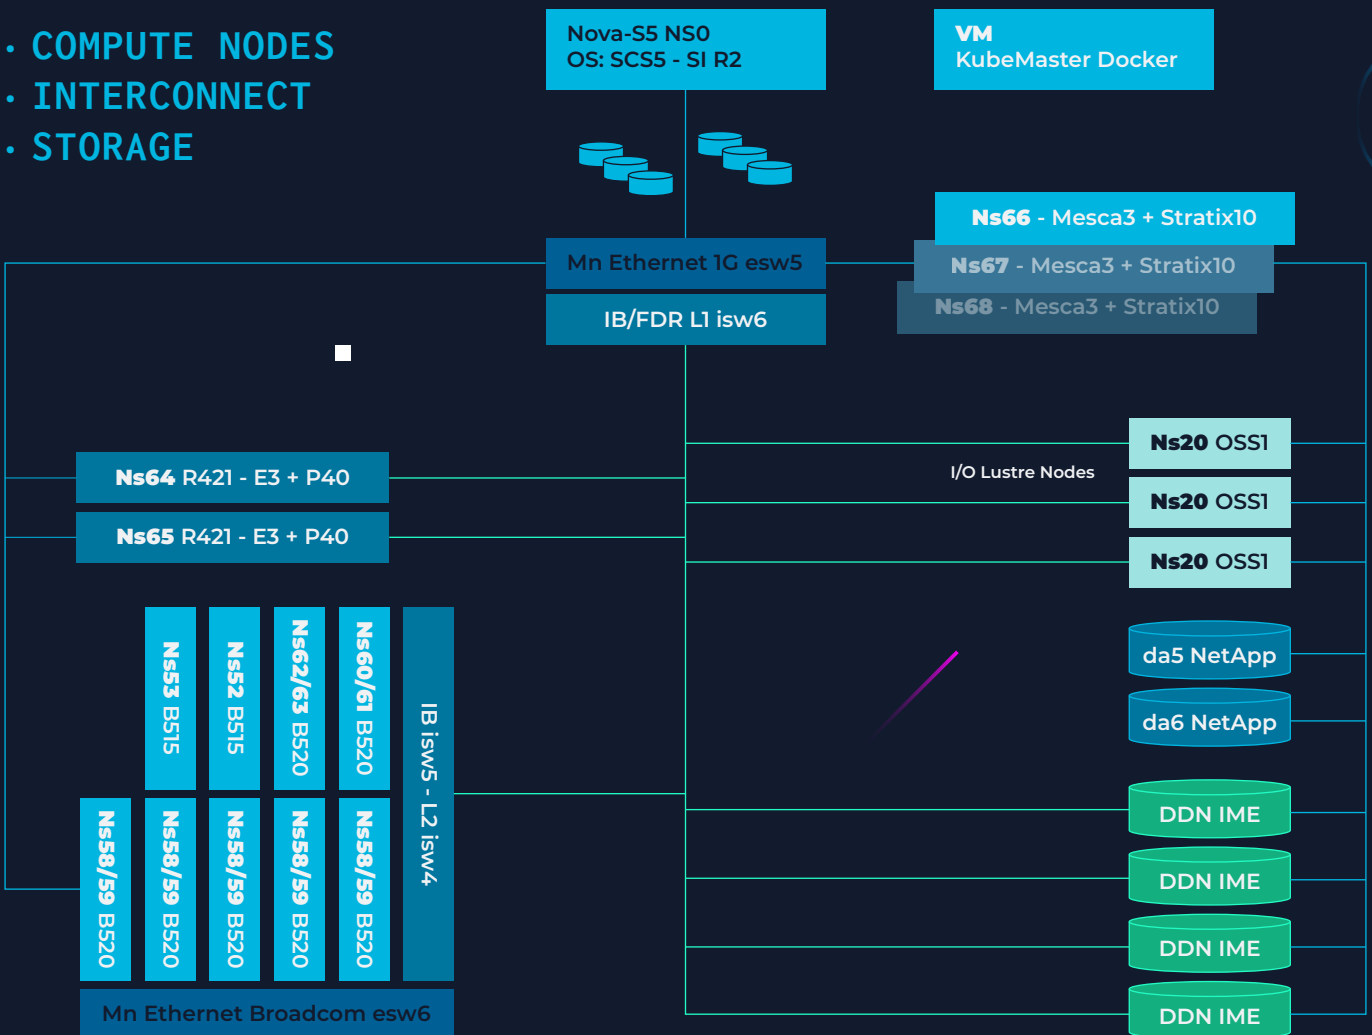 · COMPUTE NODES
· INTERCONNECT
· STORAGE
Nova-S5 NS0
OS: SCS5 - SI R2
VM
KubeMaster Docker
Ns66 - Mesca3 + Stratix10
Ns67 - Mesca3 + Stratix10
Ns68 - Mesca3 + Stratix10
Mn Ethernet 1G esw5
IB/FDR L1 isw6
Ns64 R421 - E3 + P40
Ns65 R421 - E3 + P40
I/O Lustre Nodes
Ns20 OSS1
Ns20 OSS1
Ns20 OSS1
da5 NetApp
da6 NetApp
DDN IME
DDN IME
DDN IME
DDN IME
Ns53 B515
Ns52 B515
Ns62/63 B520
Ns60/61 B520
IB isw5 - L2 isw4
Ns58/59 B520
Ns58/59 B520
Ns58/59 B520
Ns58/59 B520
Ns58/59 B520
Mn Ethernet Broadcom esw6